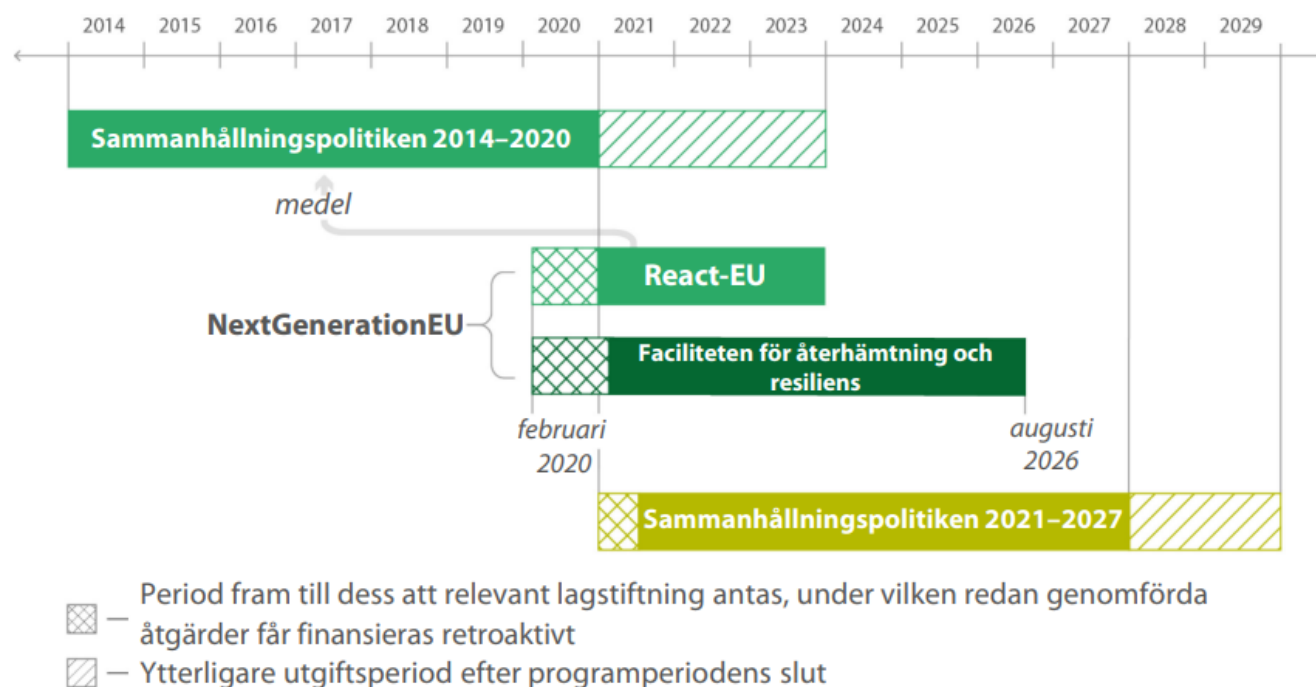 2014 2015 2016 2017 2018 2019 2020 2021 2022 2023 2024 2025 2026 2027 2028 2029
Sammanhållningspolitiken 2014–2020
medel
React-EU
NextGenerationEU
Faciliteten för återhämtning och
resiliens
februari
2020
augusti
2026
Sammanhållningspolitiken 2021–2027
Period fram till dess att relevant lagstiftning antas, under vilken redan genomförda
åtgärder får finansieras retroaktivt
Ytterligare utgiftsperiod efter programperiodens slut